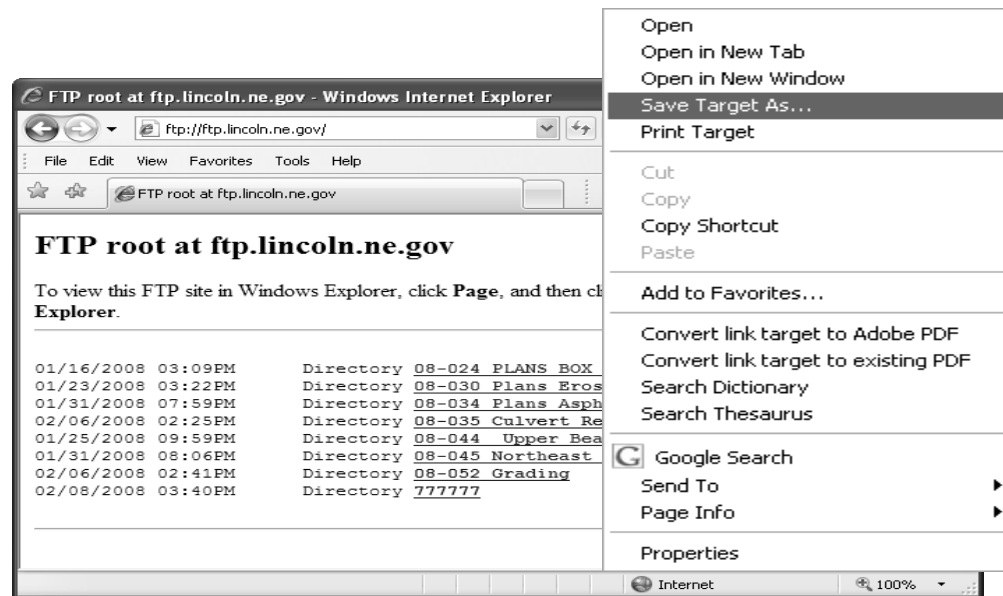 FTP root at ftp.lincoln.ne.gov - Windows Internet Explorer
ftp://ftp.lincoln.ne.gov/
File Edit View Favorites Tools Help
FTP root at ftp.lincoln.ne.gov
FTP root at ftp.lincoln.ne.gov
To view this FTP site in Windows Explorer, click Page, and then
Explorer.
01/16/2008 03:09PM Directory 08-024 PLANS BOX
01/23/2008 03:22PM Directory 08-030 Plans Eros
01/31/2008 07:59PM Directory 08-034 Plans Asph
02/06/2008 02:25PM Directory 08-035 Culvert Re
01/25/2008 09:59PM Directory 08-044 Upper Bea
01/31/2008 08:06PM Directory 08-045 Northeast
02/06/2008 02:41PM Directory 08-052 Grading
02/08/2008 03:40PM Directory 777777
Open
Open in New Tab
Open in New Window
Save Target As...
Print Target
Cut
Copy
Copy Shortcut
Paste
Add to Favorites...
Convert link target to Adobe PDF
Convert link target to existing PDF
Search Dictionary
Search Thesaurus
G Google Search
Send To
Page Info
Properties
Internet 100%